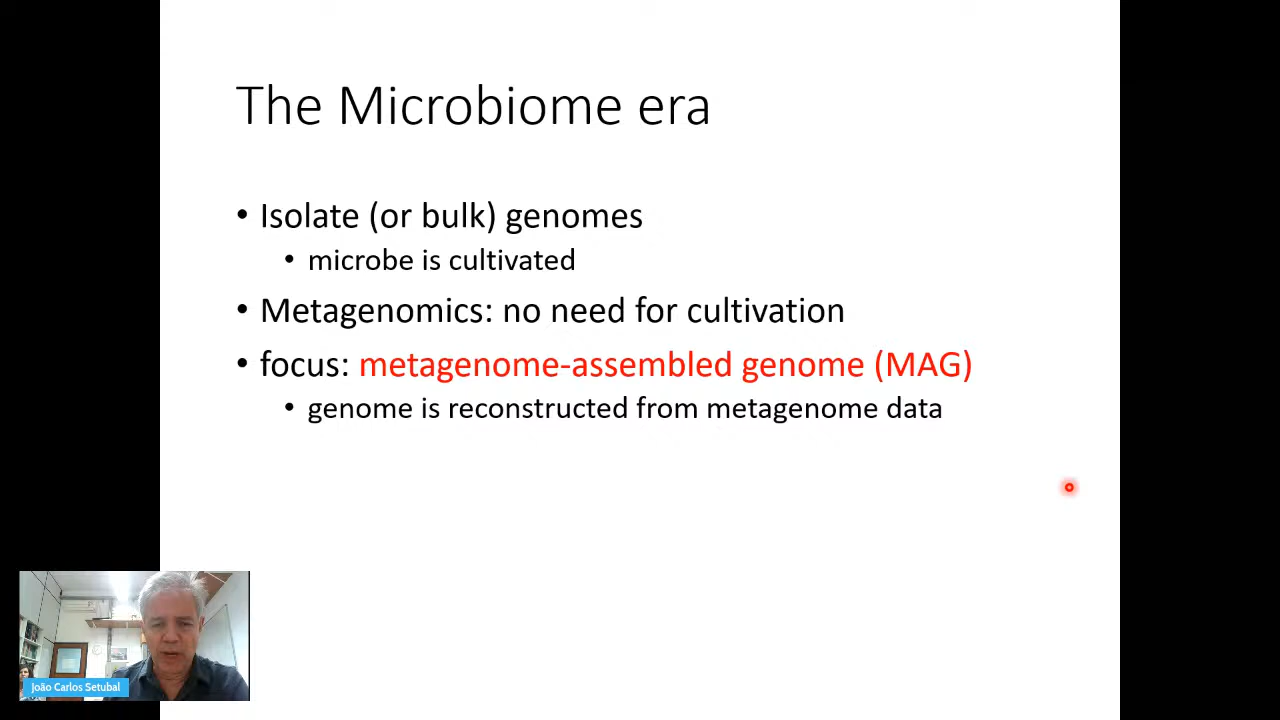 The Microbiome era
• Isolate (or bulk) genomes
• microbe is cultivated
• Metagenomics: no need for cultivation
• focus: metagenome-assembled genome (MAG)
• genome is reconstructed from metagenome data
João Carlos Setubal